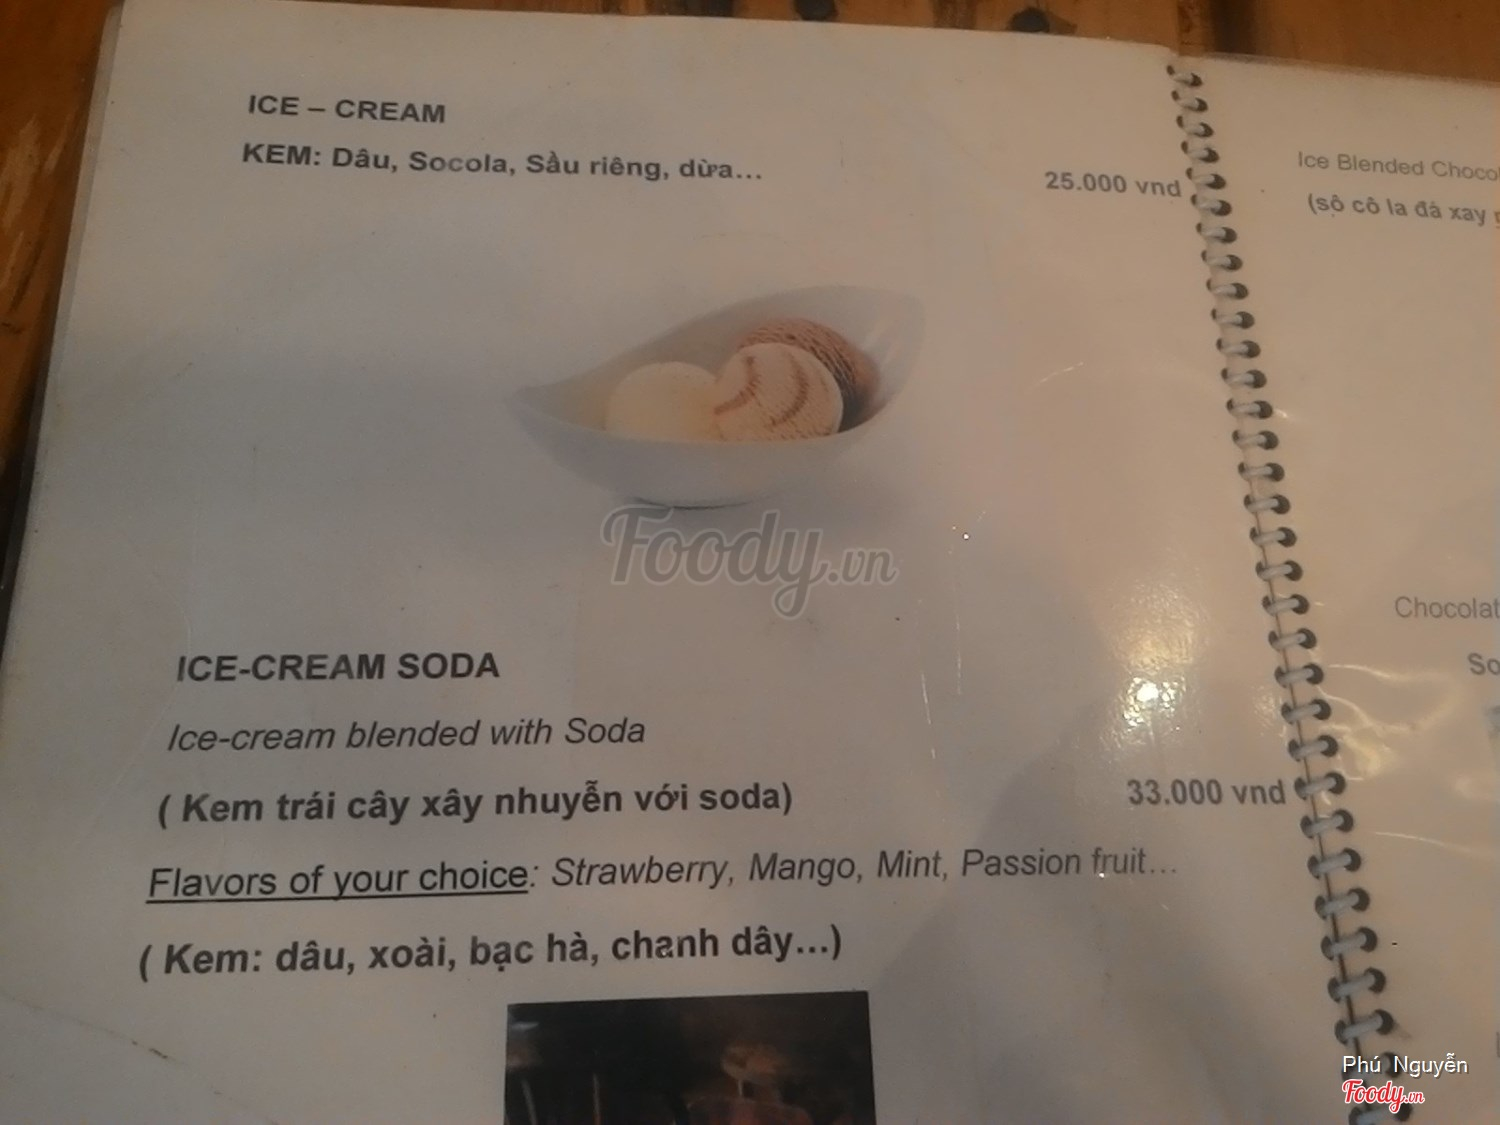 ICE – CREAM
KEM: Dâu, Socola, Sầu riêng, dừa...
25.000 vnd
Foody.vn
ICE-CREAM SODA
Ice-cream blended with Soda
( Kem trái cây xây nhuyễn với soda)
33.000 vnd
Flavors of your choice: Strawberry, Mango, Mint, Passion fruit...
( Kem: dâu, xoài, bạc hà, chanh dây...)
Ice Blended Chocol
(sô cô la đá xay
Chocolat
So
Phú Nguyễn
Foody.vn